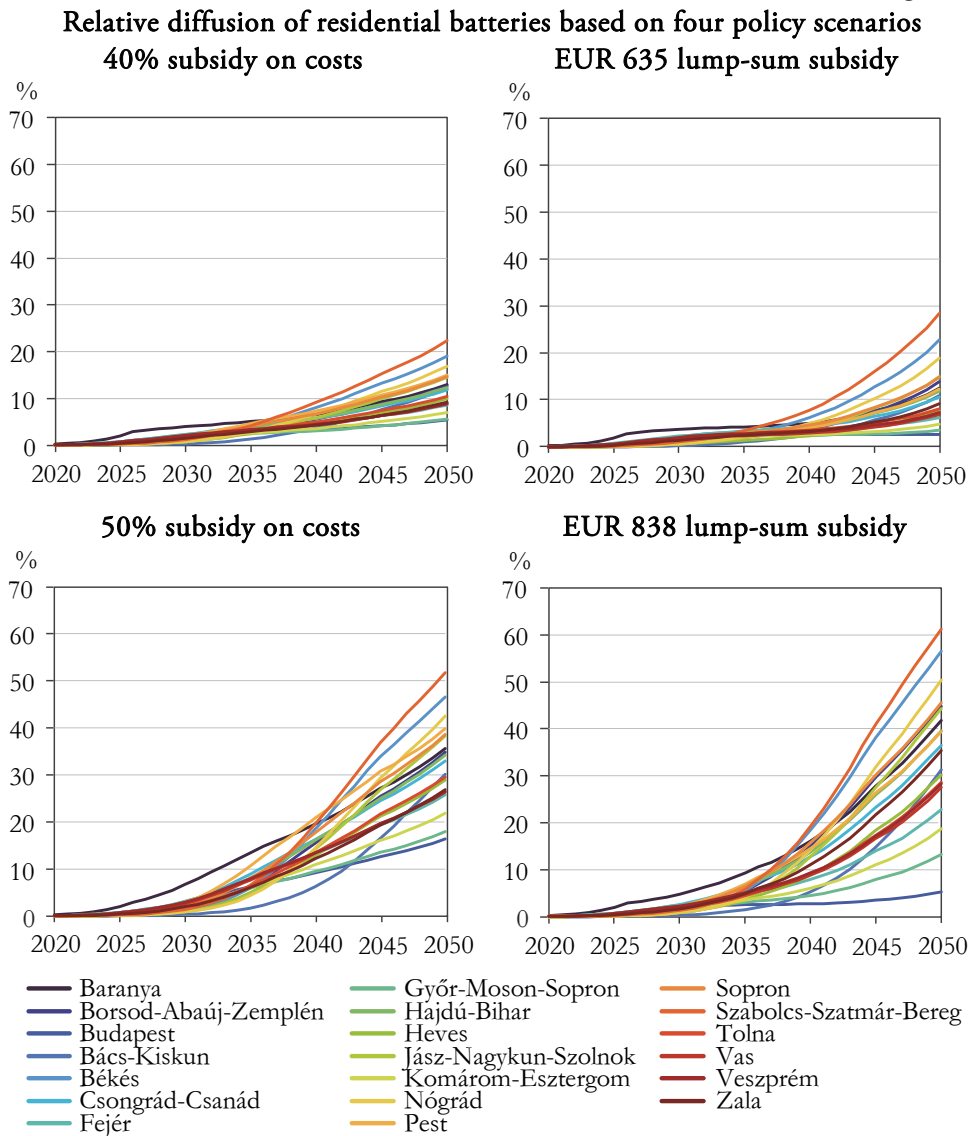 Relative diffusion of residential batteries based on four policy scenarios
40% subsidy on costs
EUR 635 lump-sum subsidy
%
70
60
50
40
30
20
10
0
2020 2025 2030 2035 2040 2045 2050
%
70
60
50
40
30
20
10
0
2020 2025 2030 2035 2040 2045 2050
50% subsidy on costs
EUR 838 lump-sum subsidy
%
70
60
50
40
30
20
10
0
2020 2025 2030 2035 2040 2045 2050
%
70
60
50
40
30
20
10
0
2020 2025 2030 2035 2040 2045 2050
Baranya
Borsod-Abaúj-Zemplén
Budapest
Bács-Kiskun
Békés
Csongrád-Csanád
Fejér
Győr-Moson-Sopron
Hajdú-Bihar
Heves
Jász-Nagykun-Szolnok
Komárom-Esztergom
Nógrád
Pest
Sopron
Szabolcs-Szatmár-Bereg
Tolna
Vas
Veszprém
Zala